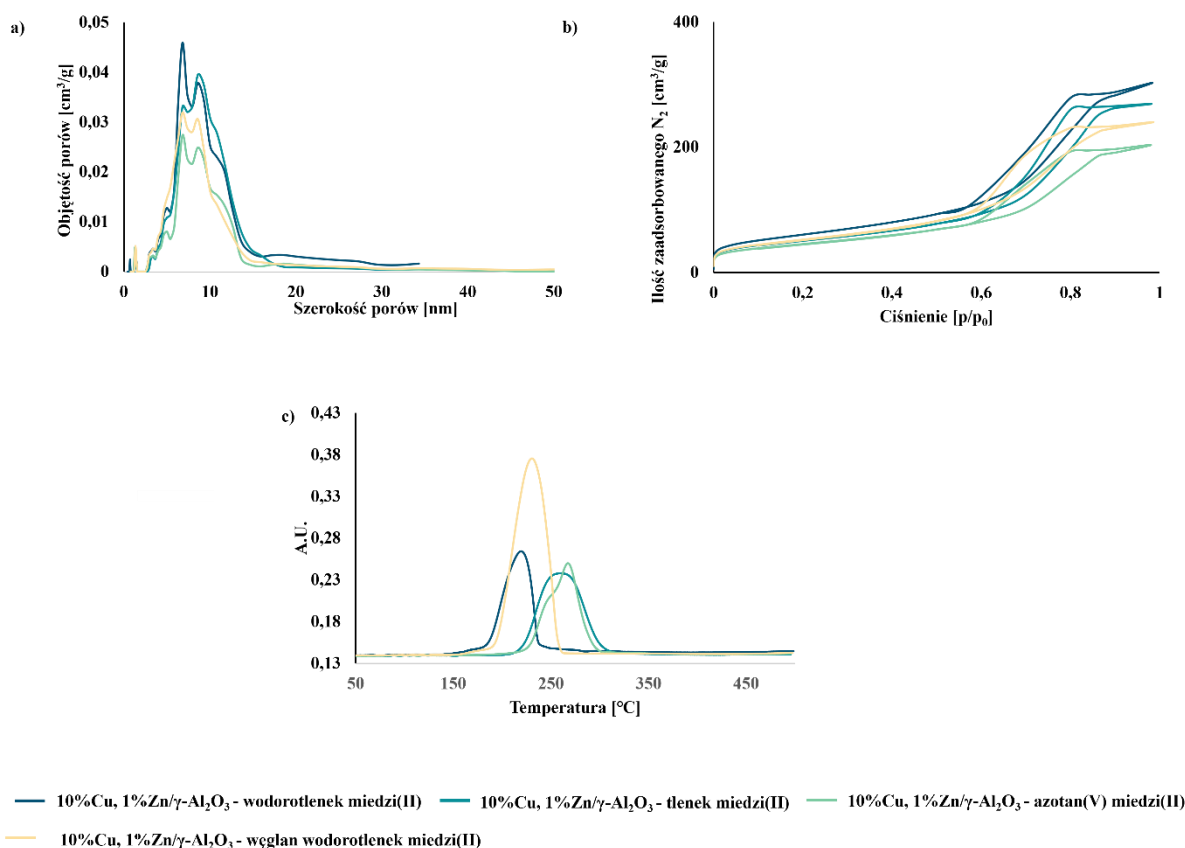 a)
Objętość porów [cm³/g]
0,05
0,04
0,03
0,02
0,01
0
0 10 20 30 40 50
Szerokość porów [nm]
b)
Ilość zaadsorbowanego N₂ [cm³/g]
400
200
0
0 0,2 0,4 0,6 0,8 1
Ciśnienie [p/p₀]
c)
A.U.
0,43
0,38
0,33
0,28
0,23
0,18
0,13
50 150 250 350 450
Temperatura [°C]
10%Cu, 1%Zn/γ-Al₂O₃ - wodorotlenek miedzi(II)
10%Cu, 1%Zn/γ-Al₂O₃ - tlenek miedzi(II)
10%Cu, 1%Zn/γ-Al₂O₃ - azotan(V) miedzi(II)
10%Cu, 1%Zn/γ-Al₂O₃ - węglan wodorotlenek miedzi(II)